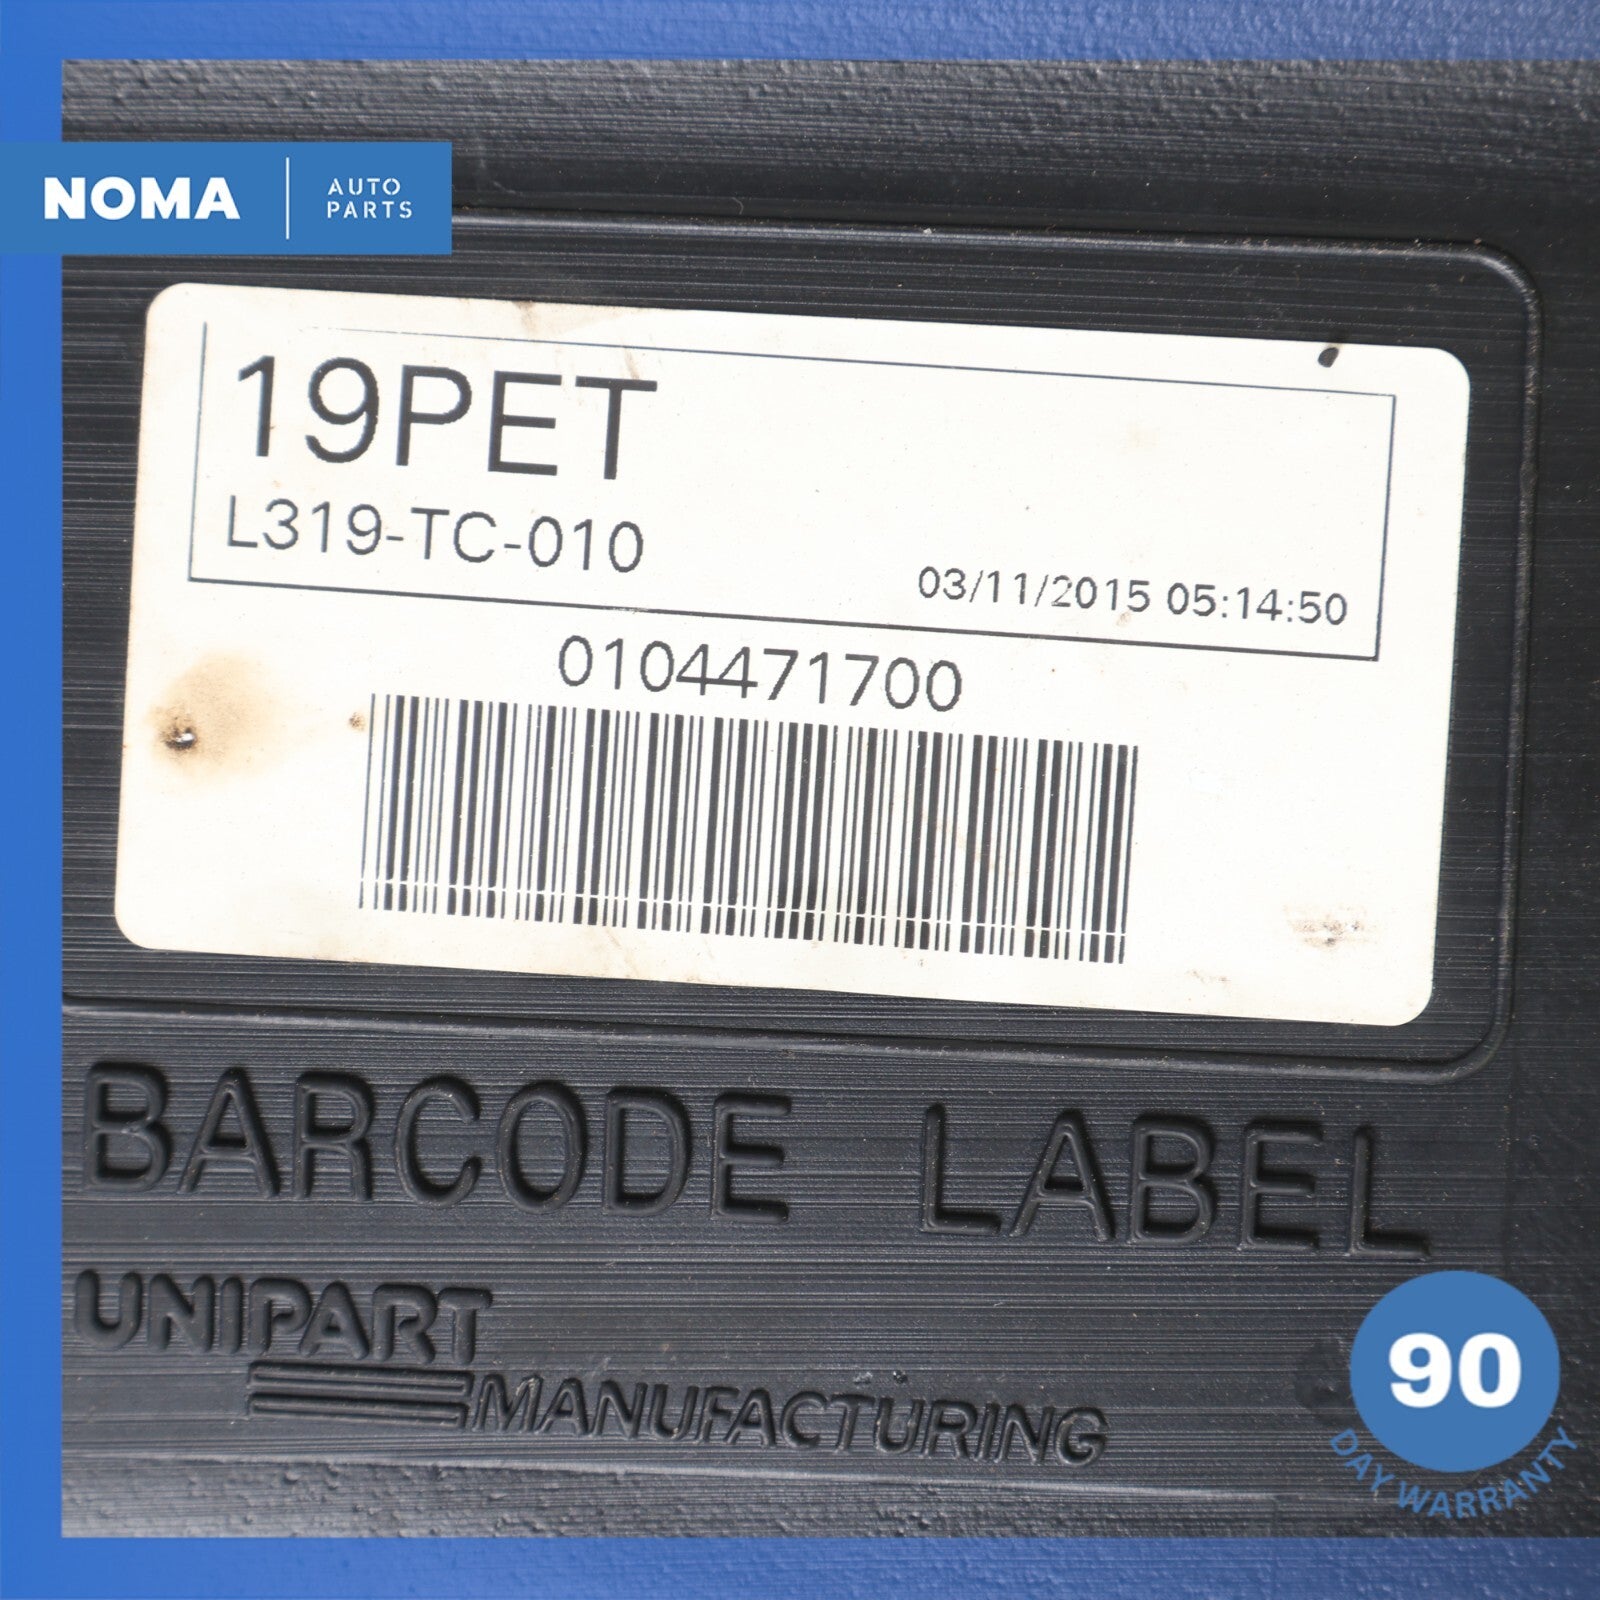 NOMA
AUTO
PARTS
19PET
L319-TC-010
03/11/2015 05:14:50
0104471700
BARCODE LABEL
UNIPART
MANUFACTURING
90
DAY WARRANTY